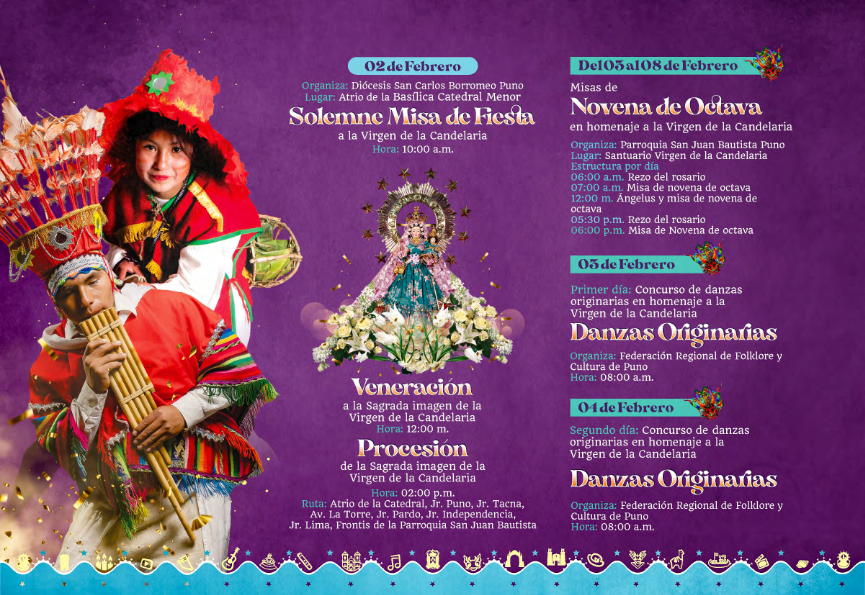 02 de Febrero
Organiza: Diócesis San Carlos Borromeo Puno
Lugar: Atrio de la Basílica Catedral Menor
Solemne Misa de Fiesta
a la Virgen de la Candelaria
Hora: 10:00 a.m.
Veneración
a la Sagrada imagen de la
Virgen de la Candelaria
Hora: 12:00 m.
Procesión
de la Sagrada imagen de la
Virgen de la Candelaria
Hora: 02:00 p.m.
Ruta: Atrio de la Catedral, Jr. Puno, Jr. Tacna,
Av. La Torre, Jr. Pardo, Jr. Independencia,
Jr. Lima, Frontis de la Parroquia San Juan Bautista
Del 03 al 08 de Febrero
Misas de
Novena de Octava
en homenaje a la Virgen de la Candelaria
Organiza: Parroquia San Juan Bautista Puno
Lugar: Santuario Virgen de la Candelaria
Estructura por día
06:00 a.m. Rezo del rosario
07:00 a.m. Misa de novena de octava
12:00 m. Ángelus y misa de novena de
octava
05:30 p.m. Rezo del rosario
06:00 p.m. Misa de Novena de octava
03 de Febrero
Primer día: Concurso de danzas
originarias en homenaje a la
Virgen de la Candelaria
Danzas Originarias
Organiza: Federación Regional de Folklore y
Cultura de Puno
Hora: 08:00 a.m.
04 de Febrero
Segundo día: Concurso de danzas
originarias en homenaje a la
Virgen de la Candelaria
Danzas Originarias
Organiza: Federación Regional de Folklore y
Cultura de Puno
Hora: 08:00 a.m.